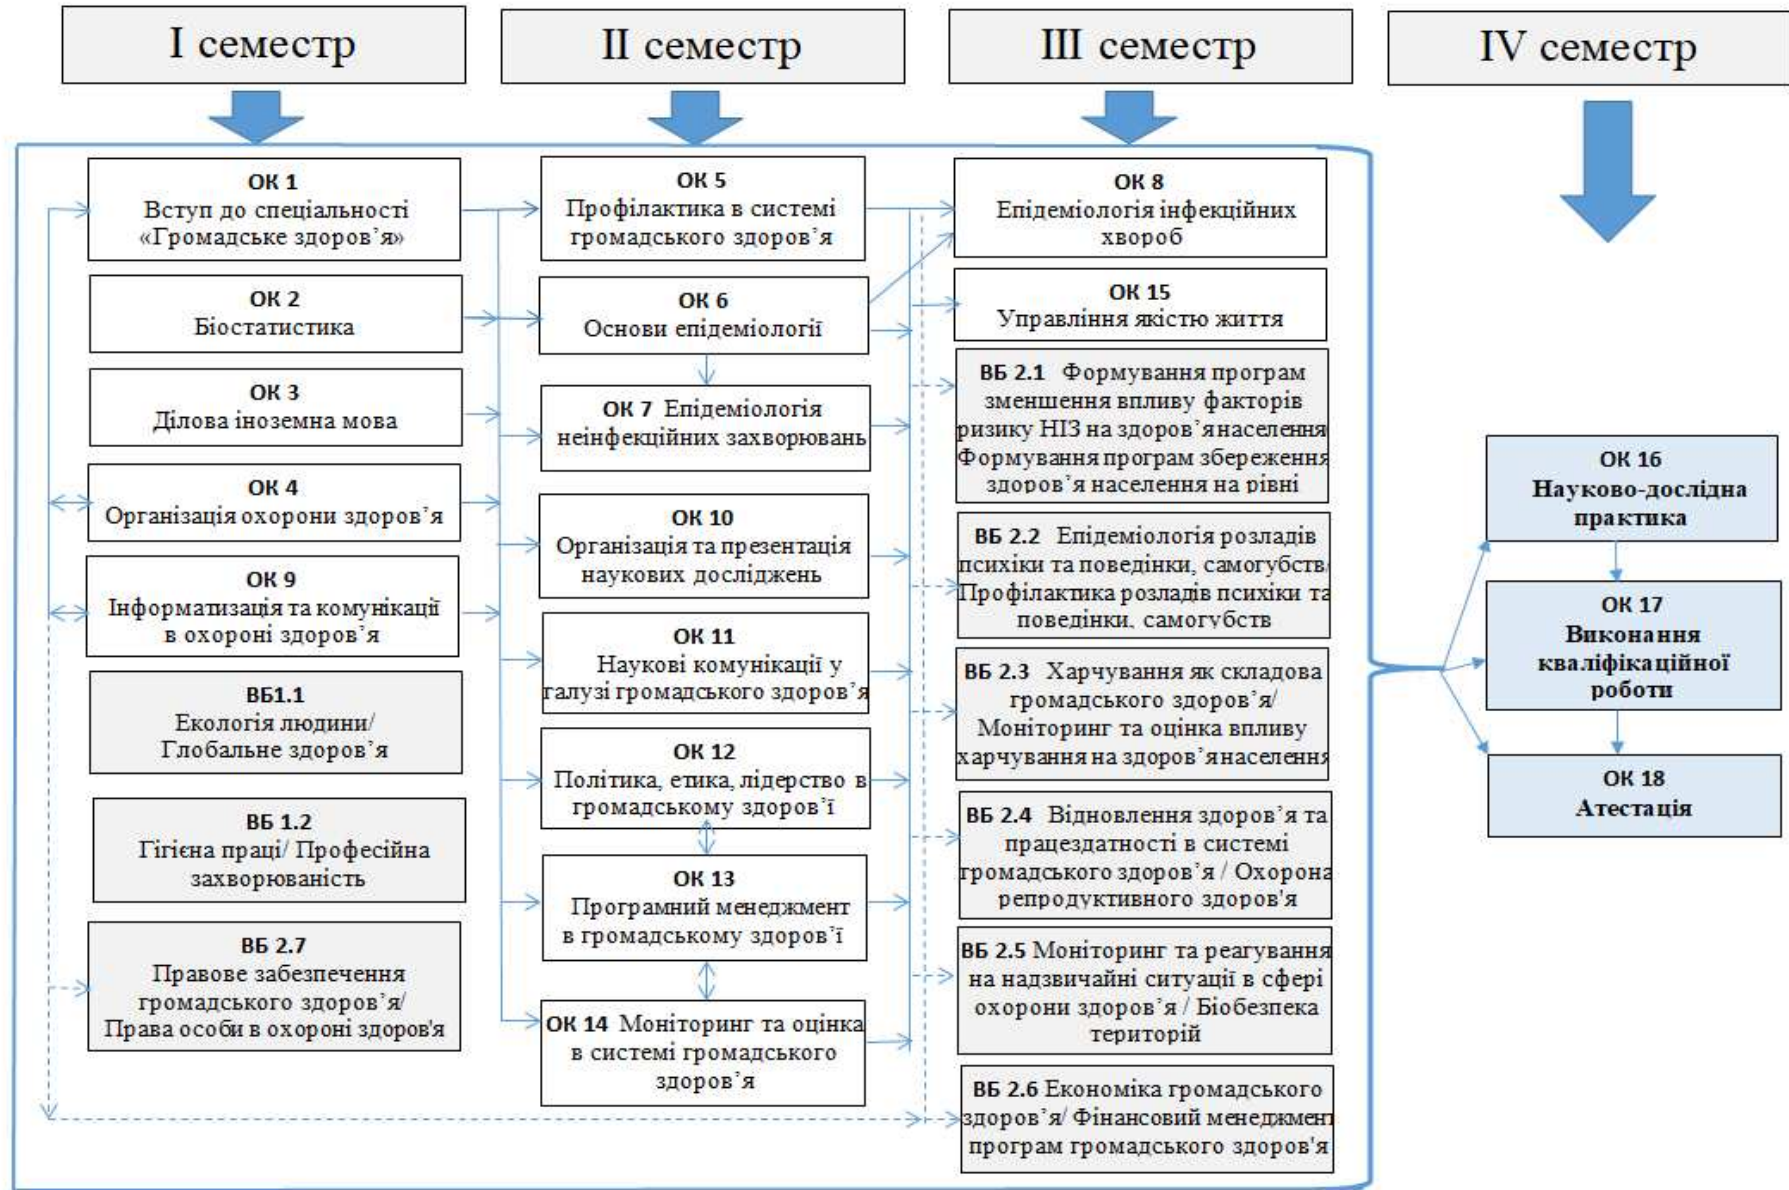 I семестр
II семестр
III семестр
IV семестр
ОК 1
Вступ до спеціальності
«Громадське здоров’я»
ОК 2
Біостатистика
ОК 3
Ділова іноземна мова
ОК 4
Організація охорони здоров’я
ОК 9
Інформатизація та комунікації
в охороні здоров’я
ВБ1.1
Екологія людини/
Глобальне здоров’я
ВБ 1.2
Гігієна праці/ Професійна
захворюваність
ВБ 2.7
Правове забезпечення
громадського здоров’я/
Права особи в охороні здоров'я
ОК 5
Профілактика в системі
громадського здоров’я
ОК 6
Основи епідеміології
ОК 7 Епідеміологія
неінфекційних захворювань
ОК 10
Організація та презентація
наукових досліджень
ОК 11
Наукові комунікації у
галузі громадського здоров’я
ОК 12
Політика, етика, лідерство в
громадському здоров’ї
ОК 13
Програмний менеджмент
в громадському здоров’ї
ОК 14 Моніторинг та оцінка
в системі громадського
здоров’я
ОК 8
Епідеміологія інфекційних
хвороб
ОК 15
Управління якістю життя
ВБ 2.1 Формування програм
зменшення впливу факторів
ризику НІЗ на здоров’я населення
Формування програм збереження
здоров’я населення на рівні
ВБ 2.2 Епідеміологія розладів
психіки та поведінки, самогубств/
Профілактика розладів психіки та
поведінки, самогубств
ВБ 2.3 Харчування як складова
громадського здоров’я/
Моніторинг та оцінка впливу
харчування на здоров’я населення
ВБ 2.4 Відновлення здоров’я та
працездатності в системі
громадського здоров’я / Охорона
репродуктивного здоров'я
ВБ 2.5 Моніторинг та реагування
на надзвичайні ситуації в сфері
охорони здоров’я / Біобезпека
територій
ВБ 2.6 Економіка громадського
здоров’я/ Фінансовий менеджмент
програм громадського здоров'я
ОК 16
Науково-дослідна
практика
ОК 17
Виконання
кваліфікаційної
роботи
ОК 18
Атестація